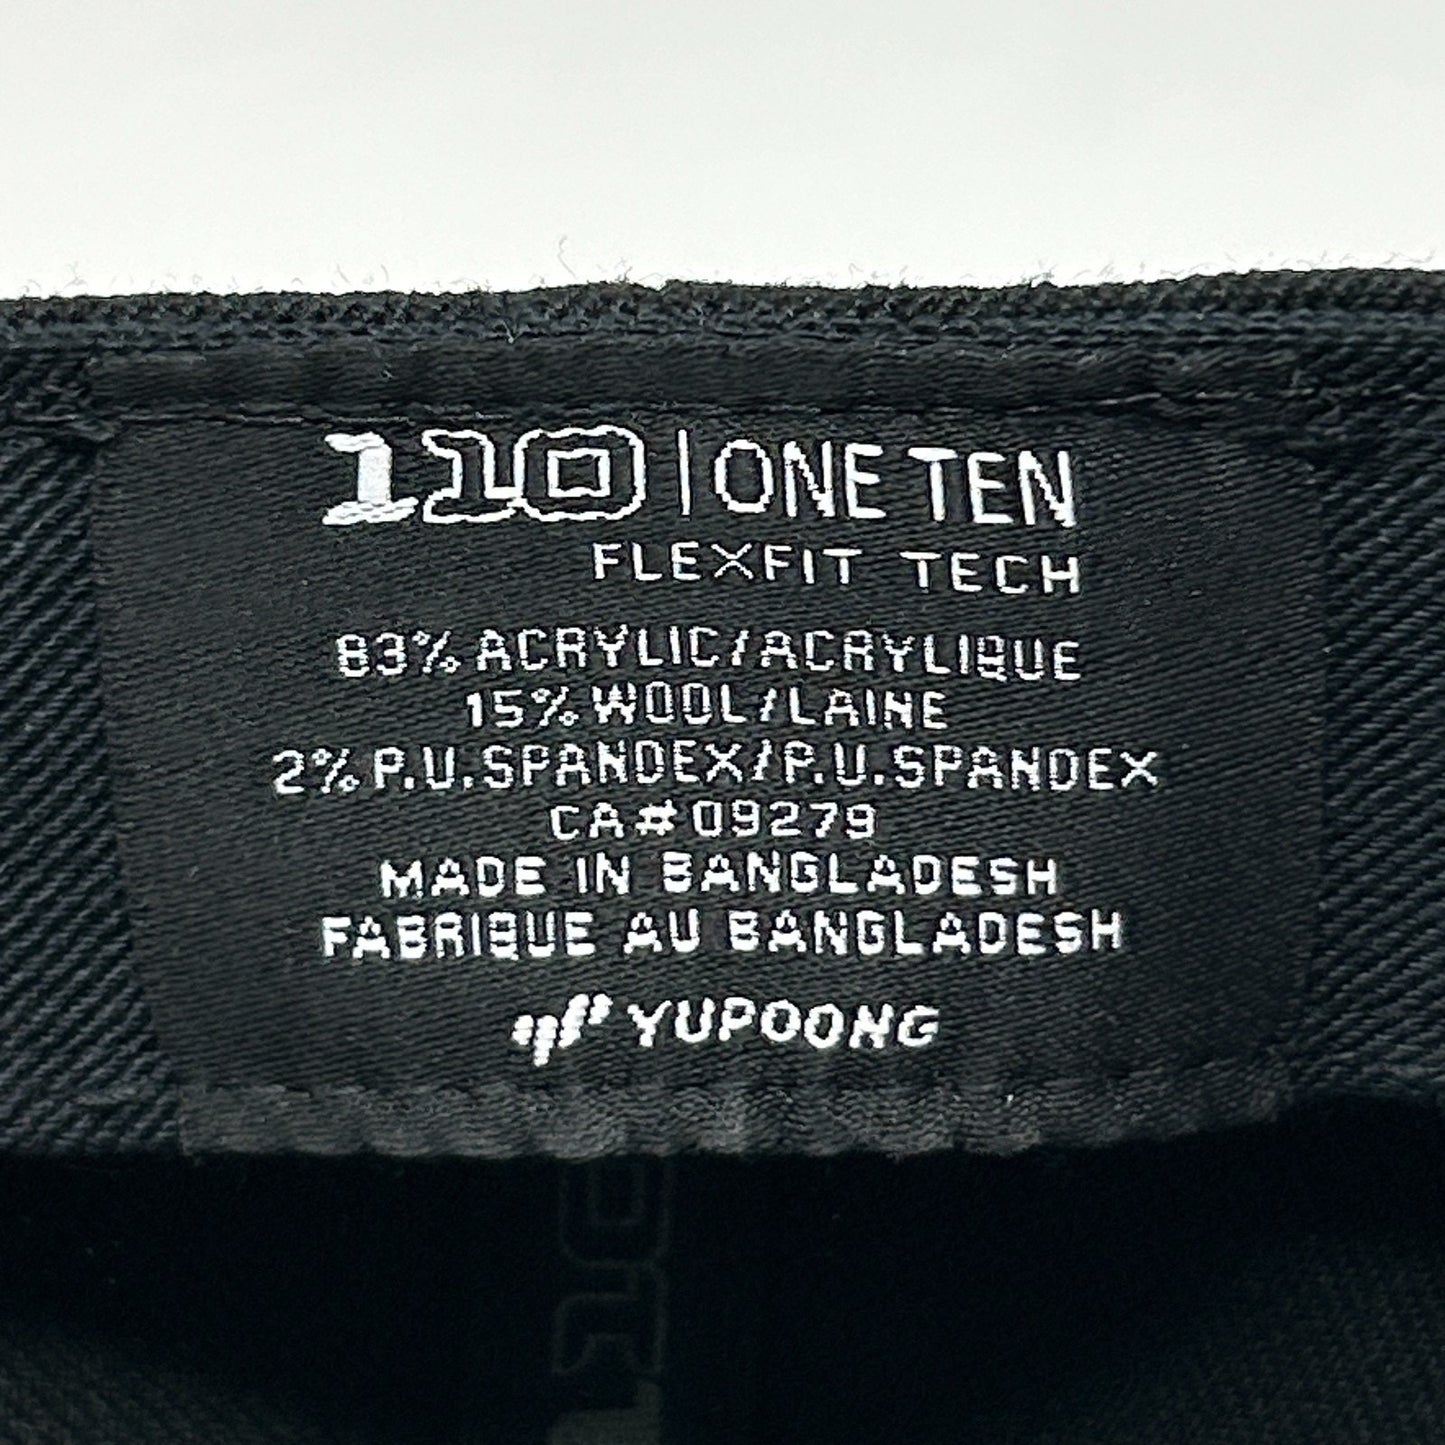 110 | ONE TEN
FLEXFIT TECH
83% ACRYLIC/ACRYLIQUE
15% WOOL/LAINE
2% P.U.SPANDEX/P.U.SPANDEX
CA#09279
MADE IN BANGLADESH
FABRIQUE AU BANGLADESH
YUPOONG
110